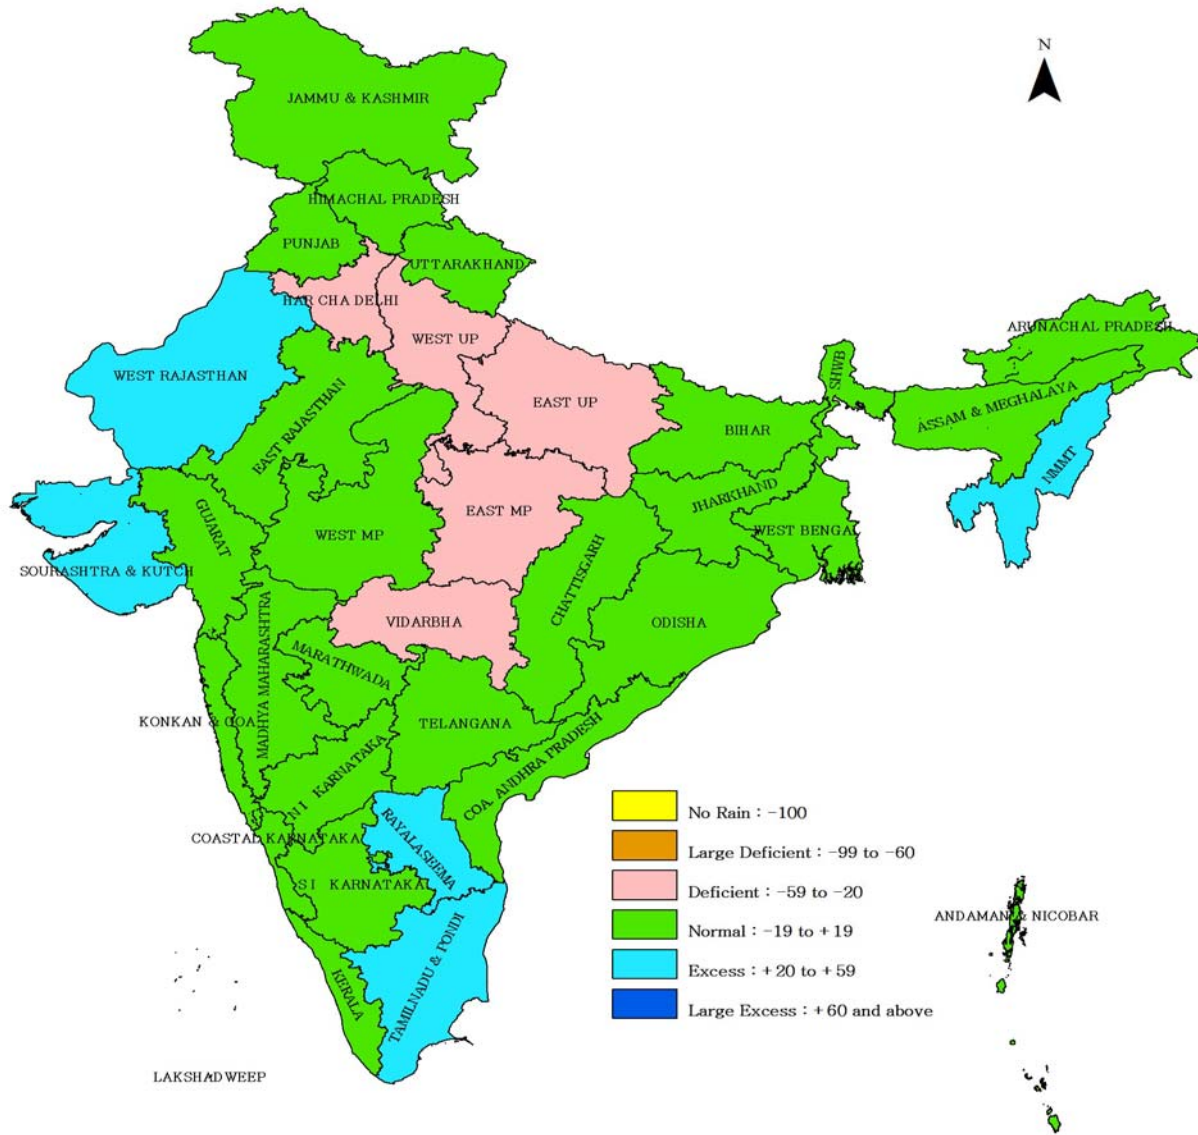 N
JAMMU & KASHMIR
HIMACHAL PRADESH
PUNJAB
UTTARAKHAND
HAR CHA DELHI
WEST UP
ARUNACHAL PRADESH
WEST RAJASTHAN
SHWB
EAST RAJASTHAN
EAST UP
ASSAM & MEGHALAYA
BIHAR
NMMT
JHARKHAND
GUJARAT
EAST MP
WEST MP
WEST BENGAL
SOURASHTRA & KUTCH
CHATTISGARH
VIDARBHA
ODISHA
MADHYA MAHARASHTRA
MARATHWADA
KONKAN & GOA
TELANGANA
COA. ANDHRA PRADESH
N I KARNATAKA
COASTAL KARNATAKA
RAYALASEEMA
S I KARNATAKA
TAMILNADU & PONDI
KERALA
LAKSHADWEEP
ANDAMAN & NICOBAR
No Rain : -100
Large Deficient : -99 to -60
Deficient : -59 to -20
Normal : -19 to +19
Excess : +20 to +59
Large Excess : +60 and above